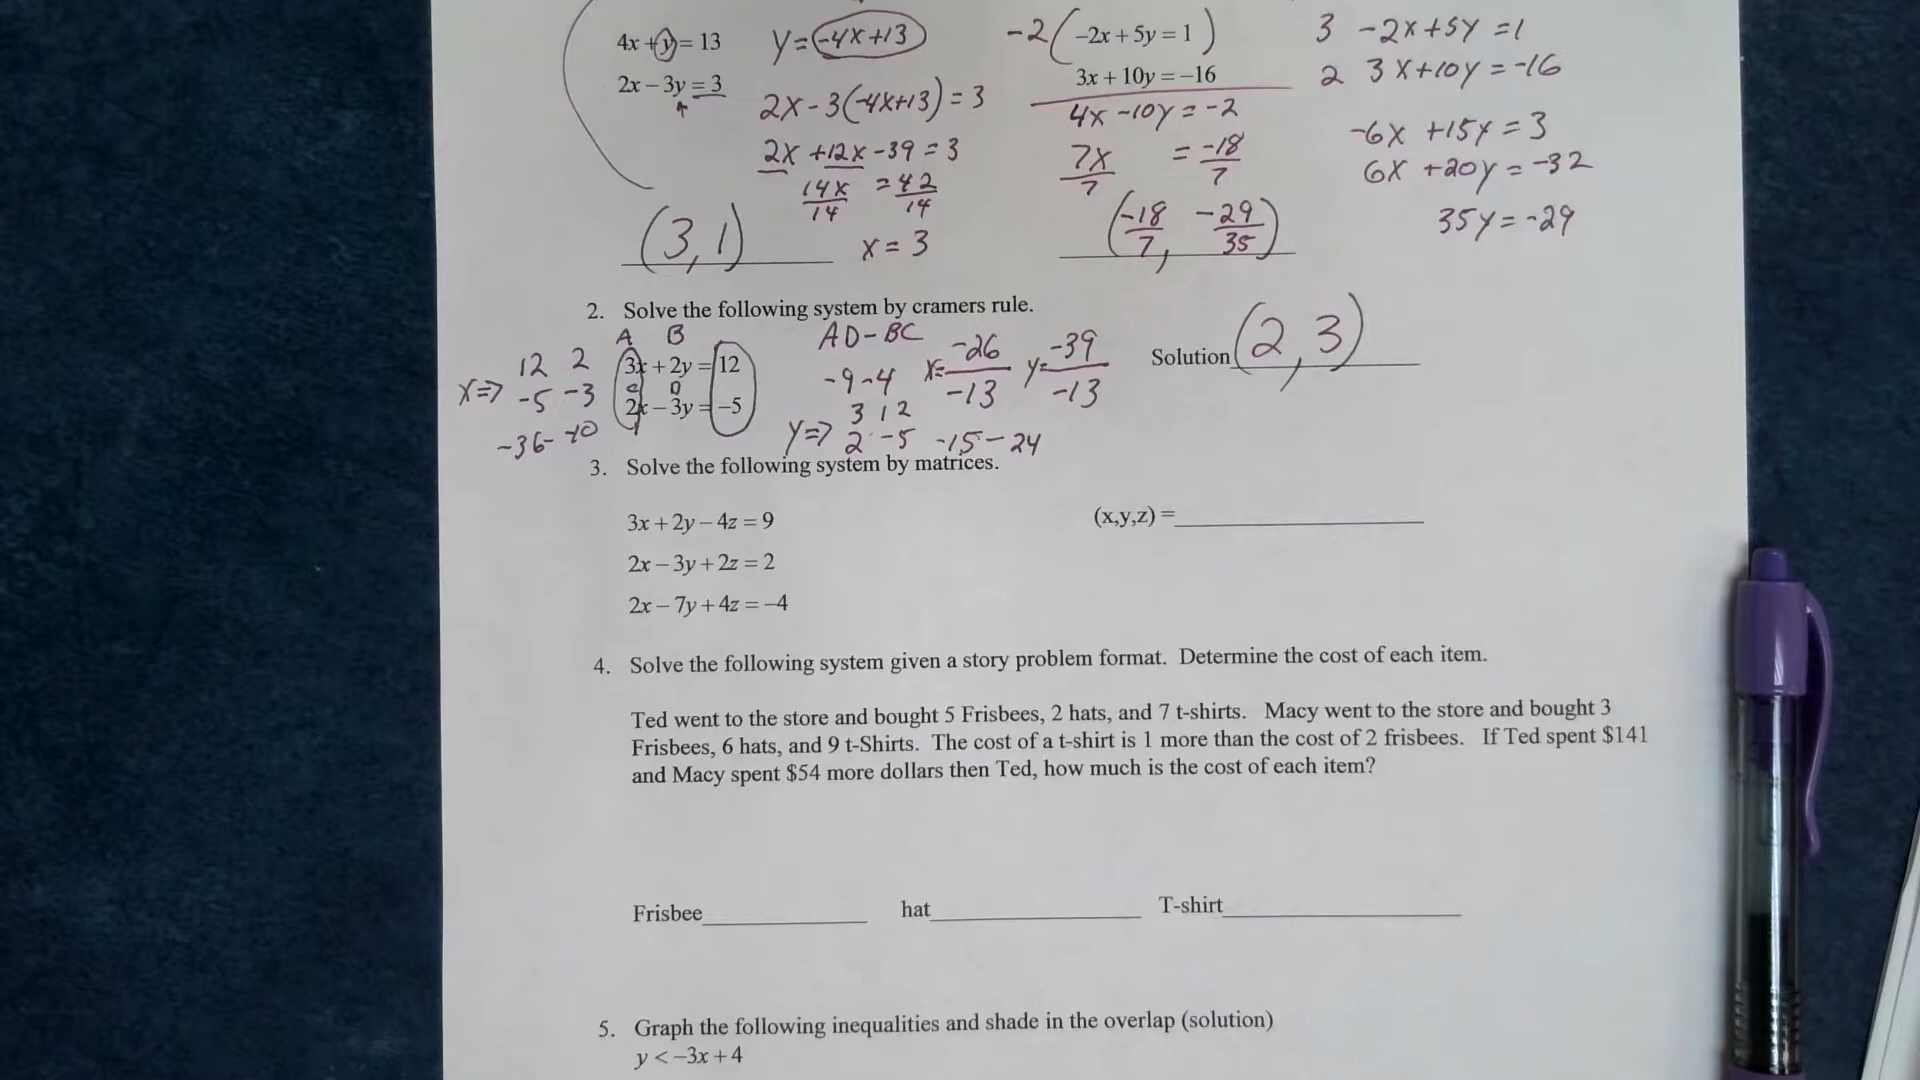 4x + y = 13
2x – 3y = 3
y = -4x+13
2x - 3(-4x+13) = 3
2x +12x - 39 = 3
14x = 42
14 14
x = 3
(3, 1)
-2( -2x + 5y = 1 )
3x + 10y = –16
4x -10y = -2
7x = -18
7 7
(-18/7, -29/35)
3 -2x+5y = 1
2 3x+10y = -16
-6x +15y = 3
6x +20y = -32
35y = -29
2. Solve the following system by cramers rule.
A B
3x + 2y = 12
C D
2x – 3y = –5
x => 12 2
-5 -3
-36- -10
AD-BC
-9-4
x= -26/-13 y= -39/-13
y=> 3 12
2 -5 -15-24
Solution (2, 3)
3. Solve the following system by matrices.
3x + 2y – 4z = 9
2x – 3y + 2z = 2
2x – 7y + 4z = –4
(x,y,z) =
4. Solve the following system given a story problem format. Determine the cost of each item.
Ted went to the store and bought 5 Frisbees, 2 hats, and 7 t-shirts. Macy went to the store and bought 3
Frisbees, 6 hats, and 9 t-Shirts. The cost of a t-shirt is 1 more than the cost of 2 frisbees. If Ted spent $141
and Macy spent $54 more dollars then Ted, how much is the cost of each item?
Frisbee hat T-shirt
5. Graph the following inequalities and shade in the overlap (solution)
y < –3x + 4